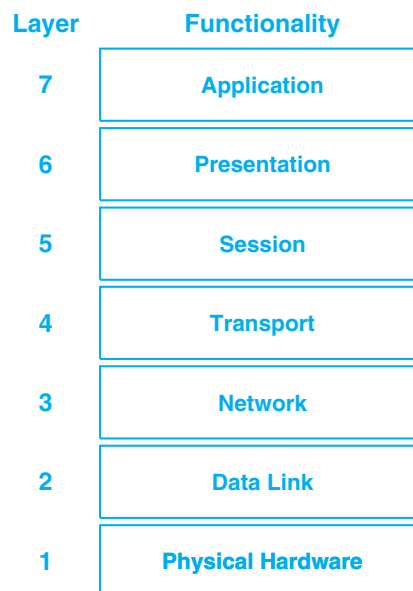 Layer Functionality
7 Application
6 Presentation
5 Session
4 Transport
3 Network
2 Data Link
1 Physical Hardware